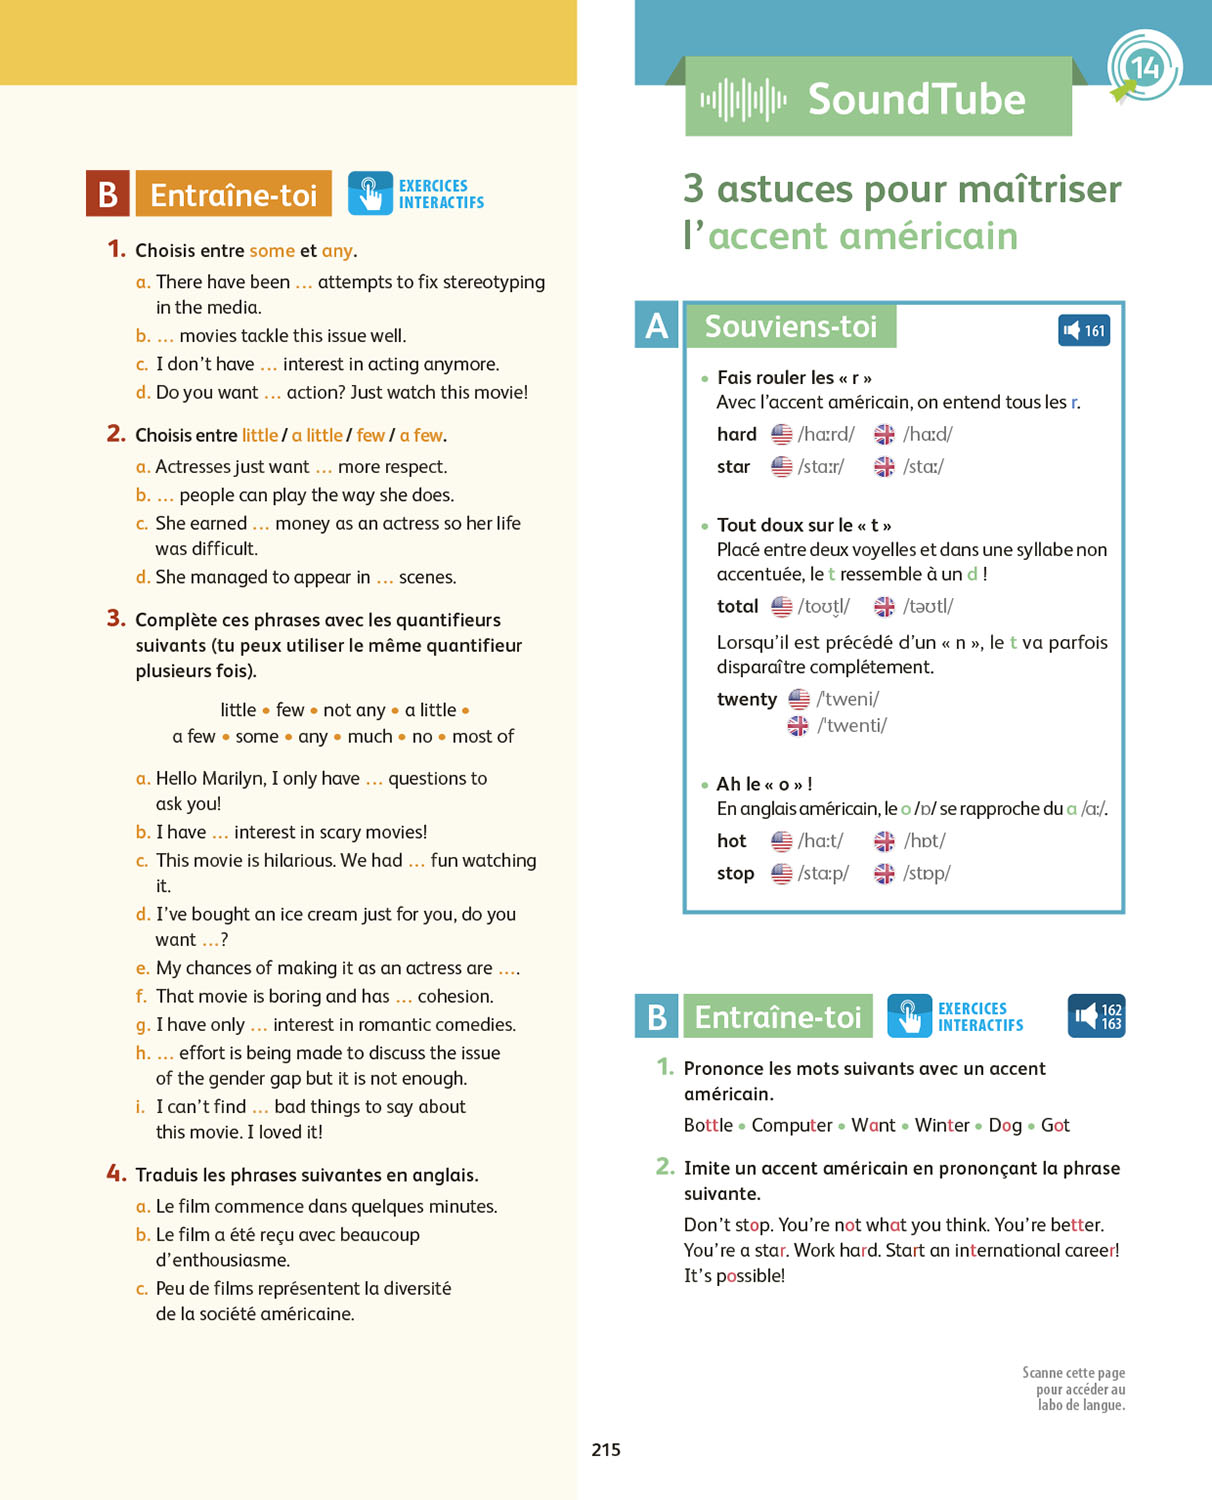 B Entraîne-toi
EXERCICES
INTERACTIFS
1. Choisis entre some et any.
a. There have been ... attempts to fix stereotyping
in the media.
b. ... movies tackle this issue well.
c. I don't have ... interest in acting anymore.
d. Do you want ... action? Just watch this movie!
2. Choisis entre little / a little / few / a few.
a. Actresses just want ... more respect.
b. ... people can play the way she does.
c. She earned ... money as an actress so her life
was difficult.
d. She managed to appear in ... scenes.
3. Complète ces phrases avec les quantifieurs
suivants (tu peux utiliser le même quantifieur
plusieurs fois).
little • few • not any • a little •
a few • some • any • much • no • most of
a. Hello Marilyn, I only have ... questions to
ask you!
b. I have ... interest in scary movies!
c. This movie is hilarious. We had ... fun watching
it.
d. I've bought an ice cream just for you, do you
want ...?
e. My chances of making it as an actress are ....
f. That movie is boring and has ... cohesion.
g. I have only ... interest in romantic comedies.
h. ... effort is being made to discuss the issue
of the gender gap but it is not enough.
i. I can't find ... bad things to say about
this movie. I loved it!
4. Traduis les phrases suivantes en anglais.
a. Le film commence dans quelques minutes.
b. Le film a été reçu avec beaucoup
d'enthousiasme.
c. Peu de films représentent la diversité
de la société américaine.
14
SoundTube
3 astuces pour maîtriser
l'accent américain
A Souviens-toi
161
• Fais rouler les « r »
Avec l'accent américain, on entend tous les r.
hard /hɑːrd/ /hɑːd/
star /stɑːr/ /stɑː/
• Tout doux sur le « t »
Placé entre deux voyelles et dans une syllabe non
accentuée, le t ressemble à un d !
total /toʊt̬l/ /təʊtl/
Lorsqu'il est précédé d'un « n », le t va parfois
disparaître complétement.
twenty /ˈtweni/
/ˈtwenti/
• Ah le « o » !
En anglais américain, le o /ɒ/ se rapproche du a /ɑː/.
hot /hɑːt/ /hɒt/
stop /stɑːp/ /stɒp/
B Entraîne-toi
EXERCICES
INTERACTIFS
162
163
1. Prononce les mots suivants avec un accent
américain.
Bottle • Computer • Want • Winter • Dog • Got
2. Imite un accent américain en prononçant la phrase
suivante.
Don't stop. You're not what you think. You're better.
You're a star. Work hard. Start an international career!
It's possible!
Scanne cette page
pour accéder au
labo de langue.
215